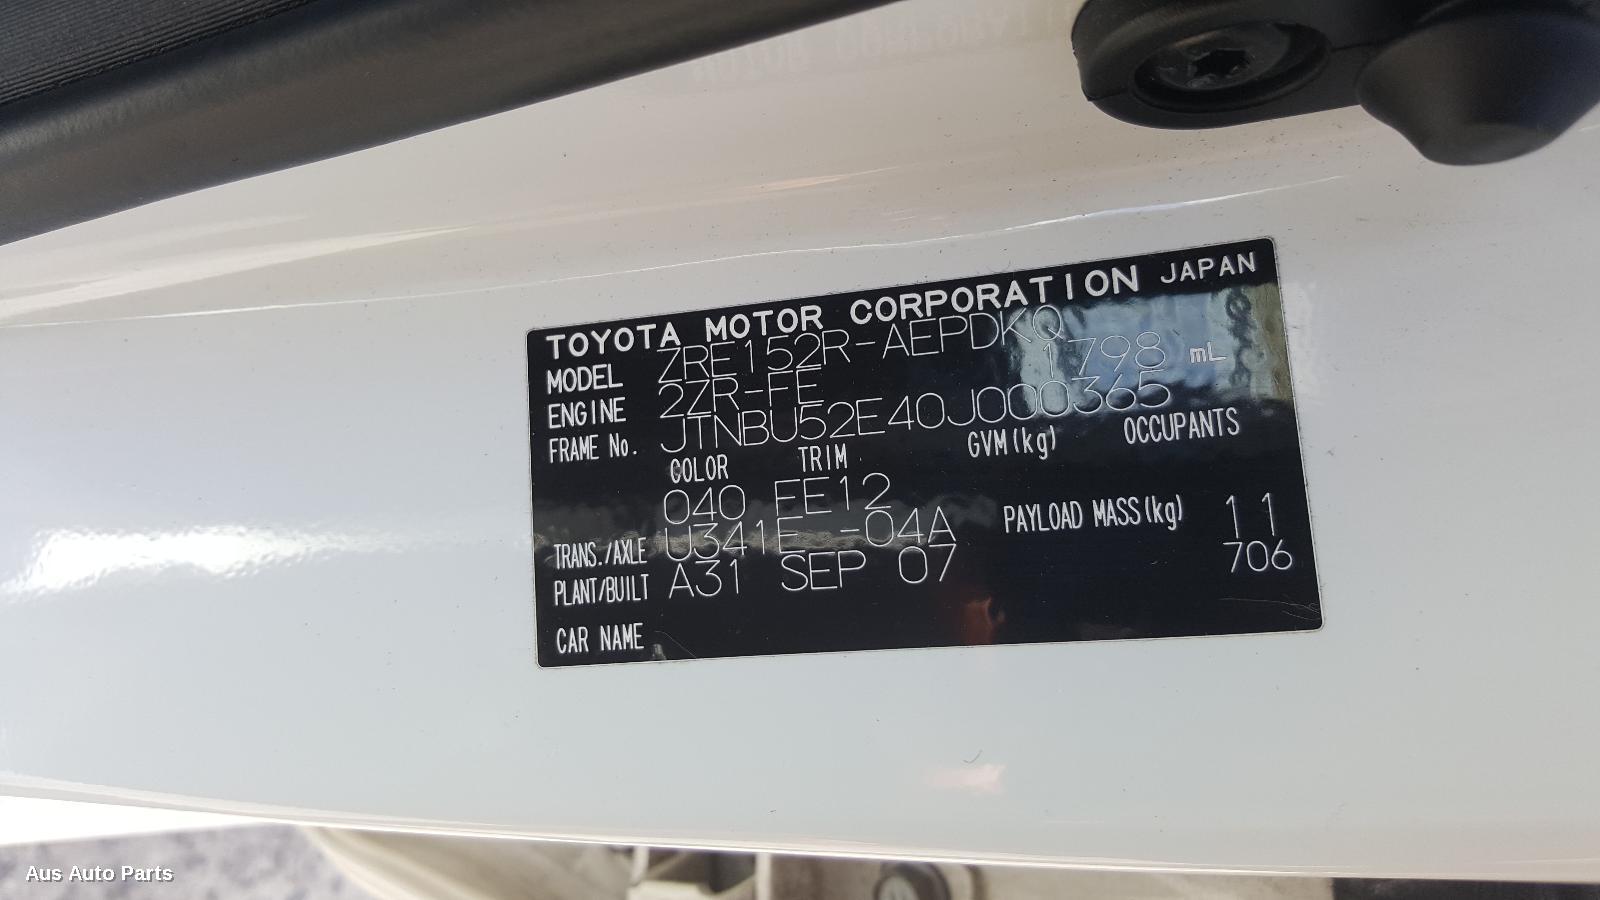 TOYOTA MOTOR CORPORATION JAPAN
MODEL ZRE152R-AEPDKQ
ENGINE 2ZR-FE 1798 mL
FRAME No. JTNBU52E40J000365
COLOR TRIM GVM(kg) OCCUPANTS
040 FE12
TRANS./AXLE U341E -04A PAYLOAD MASS(kg) 11
PLANT/BUILT A31 SEP 07 706
CAR NAME
Aus Auto Parts